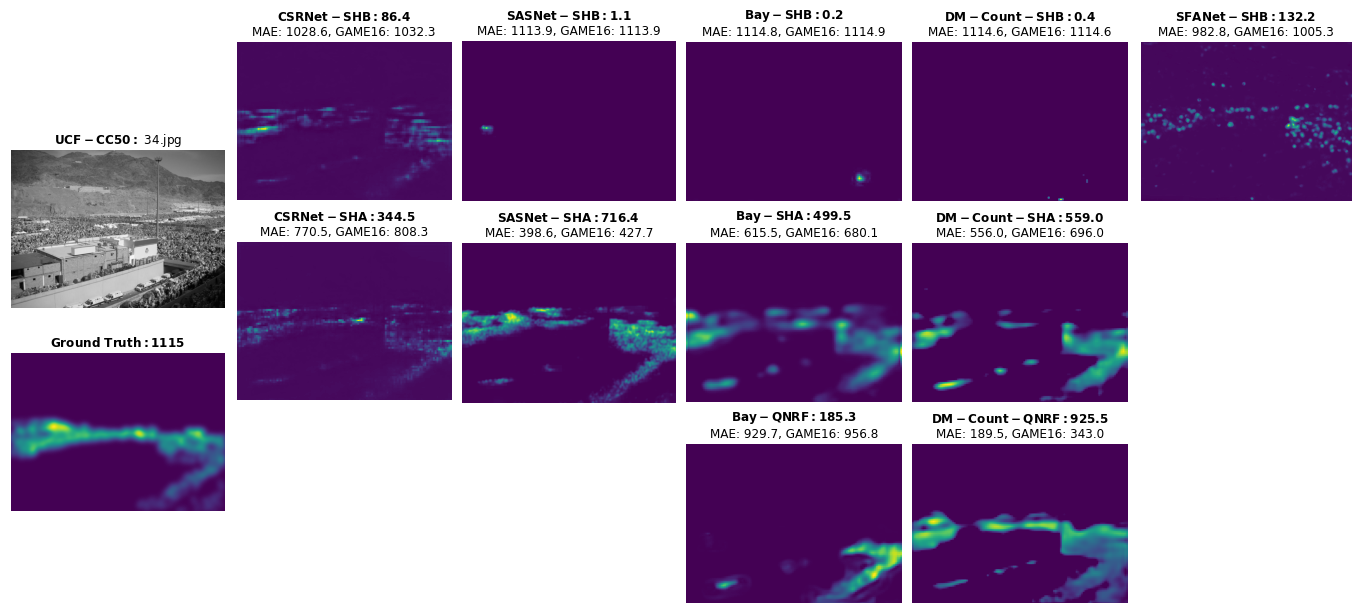 CSRNet − SHB : 86.4
MAE: 1028.6, GAME16: 1032.3
SASNet − SHB : 1.1
MAE: 1113.9, GAME16: 1113.9
Bay − SHB : 0.2
MAE: 1114.8, GAME16: 1114.9
DM − Count − SHB : 0.4
MAE: 1114.6, GAME16: 1114.6
SFANet − SHB : 132.2
MAE: 982.8, GAME16: 1005.3
UCF − CC50 : 34.jpg
CSRNet − SHA : 344.5
MAE: 770.5, GAME16: 808.3
SASNet − SHA : 716.4
MAE: 398.6, GAME16: 427.7
Bay − SHA : 499.5
MAE: 615.5, GAME16: 680.1
DM − Count − SHA : 559.0
MAE: 556.0, GAME16: 696.0
Ground Truth : 1115
Bay − QNRF : 185.3
MAE: 929.7, GAME16: 956.8
DM − Count − QNRF : 925.5
MAE: 189.5, GAME16: 343.0